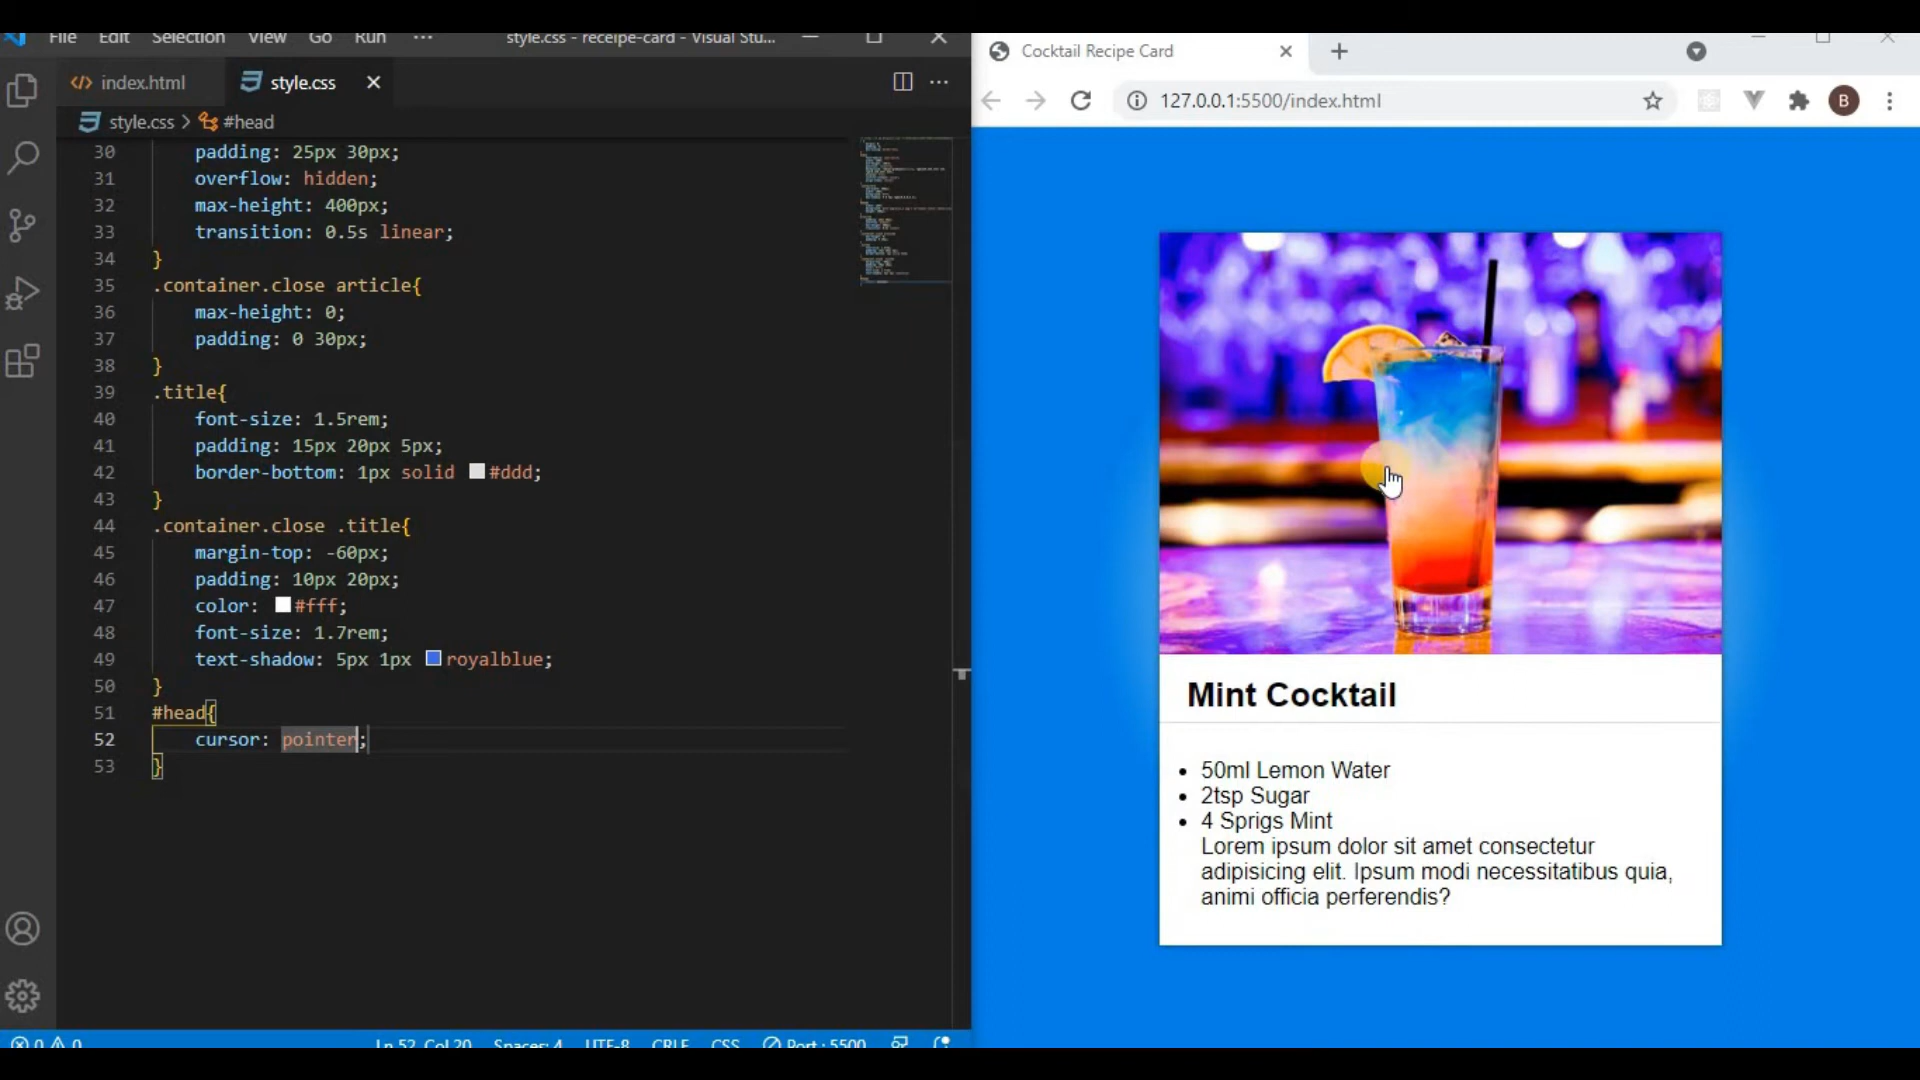 File Edit Selection View Go Run ··· style.css - receipe-card - Visual Stu...
index.html style.css
style.css > #head
30 padding: 25px 30px;
31 overflow: hidden;
32 max-height: 400px;
33 transition: 0.5s linear;
34 }
35 .container.close article{
36 max-height: 0;
37 padding: 0 30px;
38 }
39 .title{
40 font-size: 1.5rem;
41 padding: 15px 20px 5px;
42 border-bottom: 1px solid #ddd;
43 }
44 .container.close .title{
45 margin-top: -60px;
46 padding: 10px 20px;
47 color: #fff;
48 font-size: 1.7rem;
49 text-shadow: 5px 1px royalblue;
50 }
51 #head{
52 cursor: pointer;
53 }
0 0 Ln 52, Col 20 Spaces: 4 UTF-8 CRLF CSS Port : 5500
Cocktail Recipe Card
127.0.0.1:5500/index.html
B
Mint Cocktail
• 50ml Lemon Water
• 2tsp Sugar
• 4 Sprigs Mint
Lorem ipsum dolor sit amet consectetur
adipisicing elit. Ipsum modi necessitatibus quia,
animi officia perferendis?